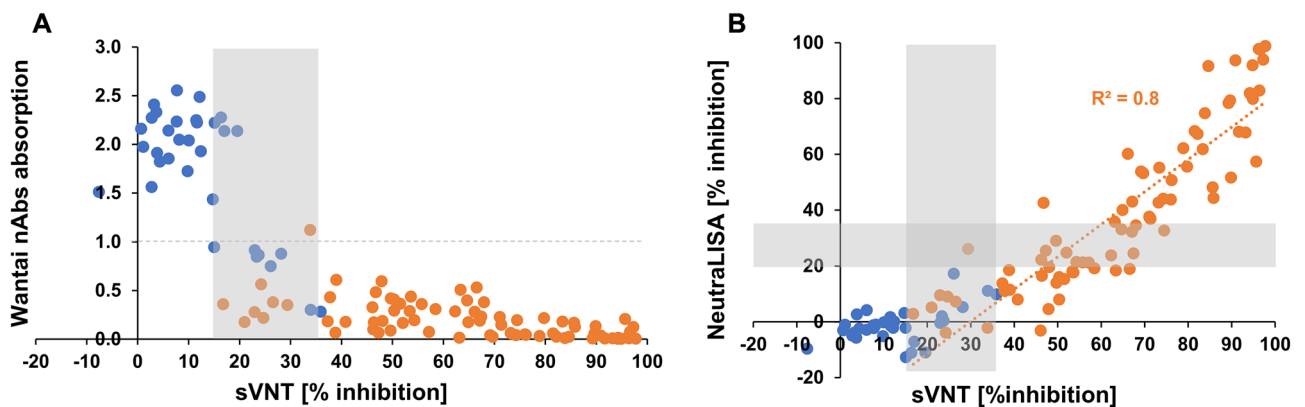 A
Wantai nAbs absorption
3.0
2.5
2.0
1.5
1.0
0.5
0.0
-20 -10 0 10 20 30 40 50 60 70 80 90 100
sVNT [% inhibition]
B
NeutraLISA [% inhibition]
100
80
60
40
20
0
-20
R² = 0.8
-20 -10 0 10 20 30 40 50 60 70 80 90 100
sVNT [%inhibition]